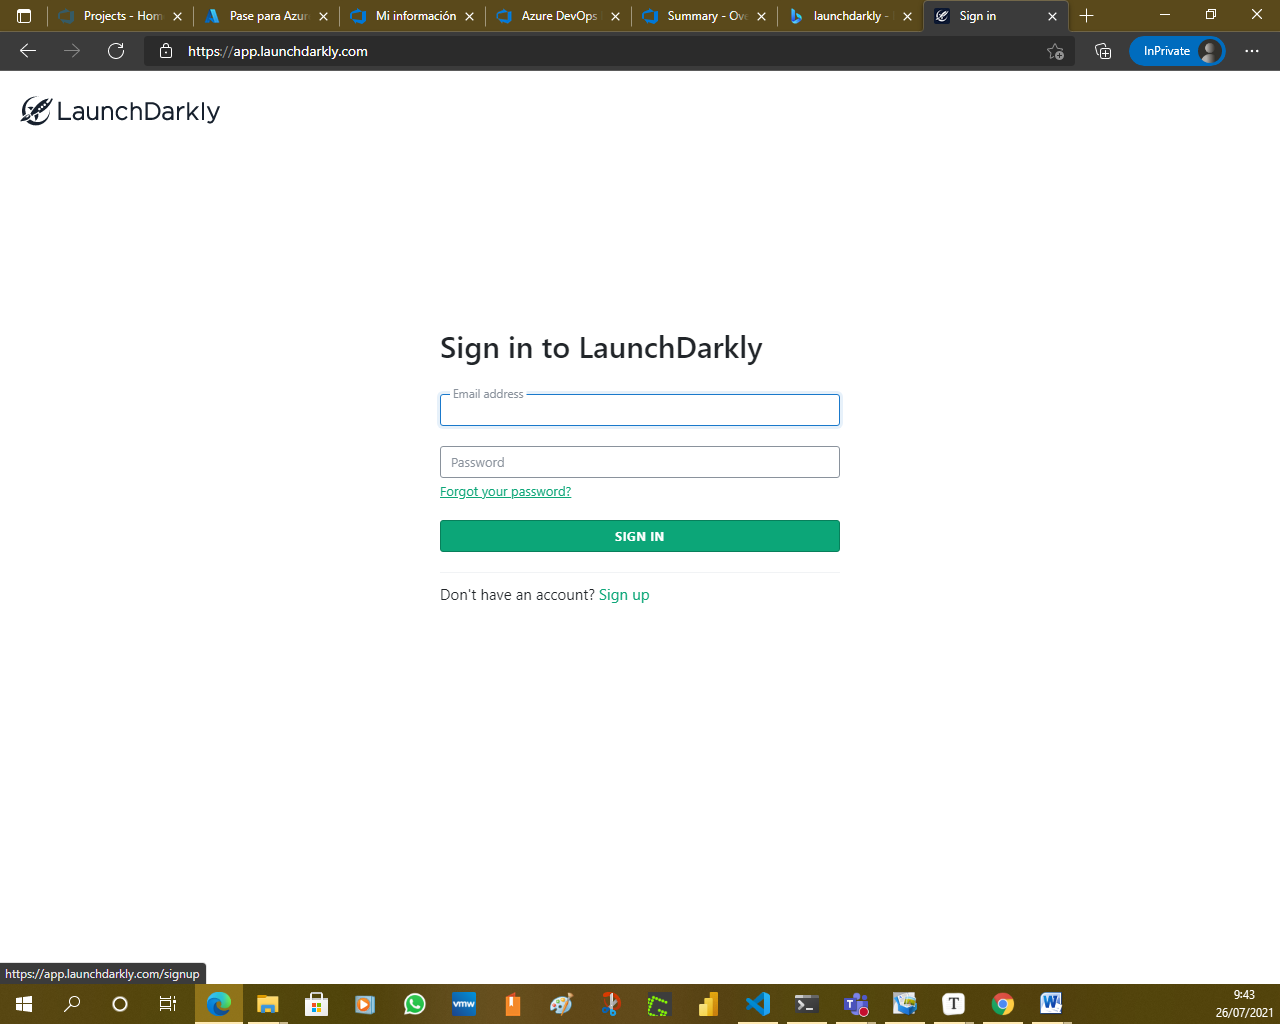 Projects - Hom
Pase para Azur
Mi información
Azure DevOps
Summary - Ove
launchdarkly -
Sign in
https://app.launchdarkly.com
InPrivate
LaunchDarkly
Sign in to LaunchDarkly
Email address
Password
Forgot your password?
SIGN IN
Don't have an account? Sign up
https://app.launchdarkly.com/signup
vmw
T
W
9:43
26/07/2021